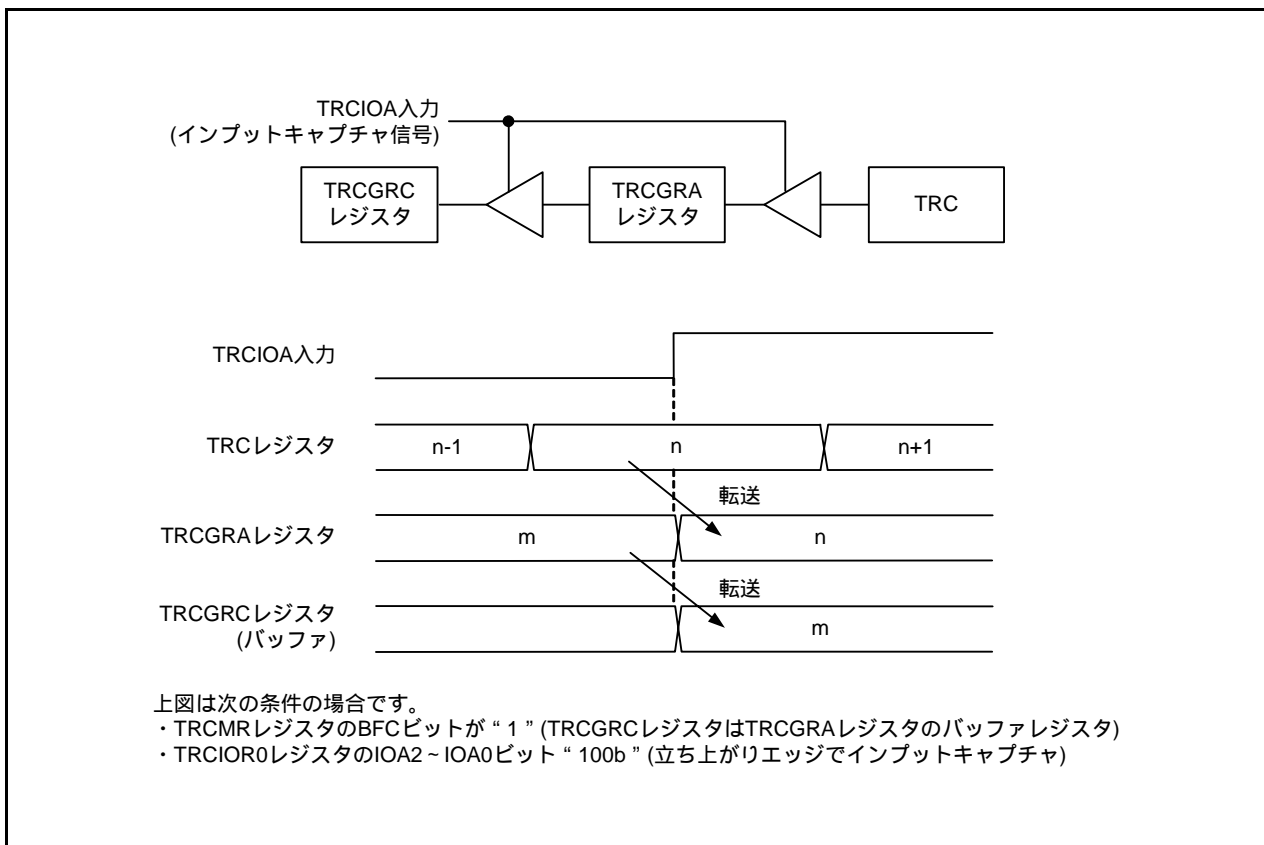 TRCIOA入力
(インプットキャプチャ信号)
TRCGRC
レジスタ
TRCGRA
レジスタ
TRC
TRCIOA入力
TRCレジスタ
n-1
n
n+1
転送
TRCGRAレジスタ
m
n
転送
TRCGRCレジスタ
(バッファ)
m
上図は次の条件の場合です。
・TRCMRレジスタのBFCビットが“ 1 ” (TRCGRCレジスタはTRCGRAレジスタのバッファレジスタ)
・TRCIOR0レジスタのIOA2 ~ IOA0ビット“ 100b ” (立ち上がりエッジでインプットキャプチャ)